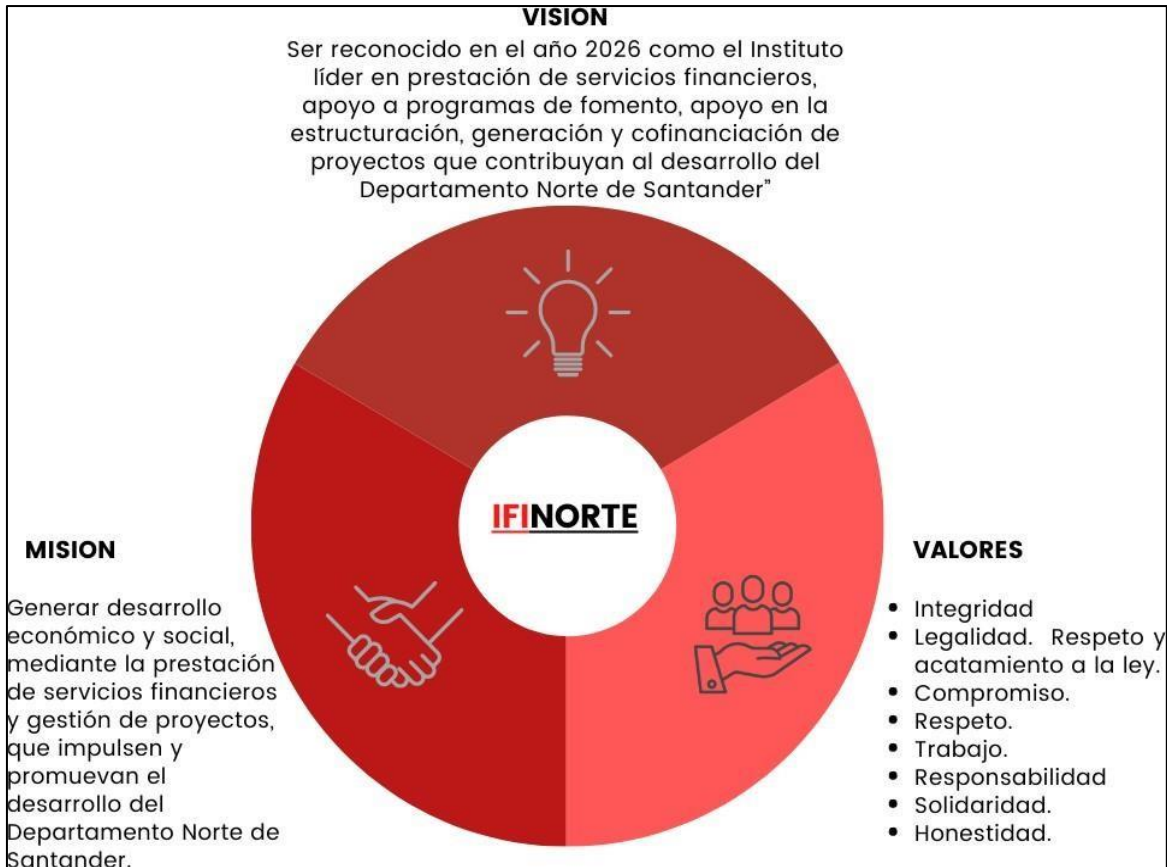 VISION
Ser reconocido en el año 2026 como el Instituto
líder en prestación de servicios financieros,
apoyo a programas de fomento, apoyo en la
estructuración, generación y cofinanciación de
proyectos que contribuyan al desarrollo del
Departamento Norte de Santander”
IFINORTE
MISION
Generar desarrollo
económico y social,
mediante la prestación
de servicios financieros
y gestión de proyectos,
que impulsen y
promuevan el
desarrollo del
Departamento Norte de
Santander.
VALORES
• Integridad
• Legalidad. Respeto y
acatamiento a la ley.
• Compromiso.
• Respeto.
• Trabajo.
• Responsabilidad
• Solidaridad.
• Honestidad.